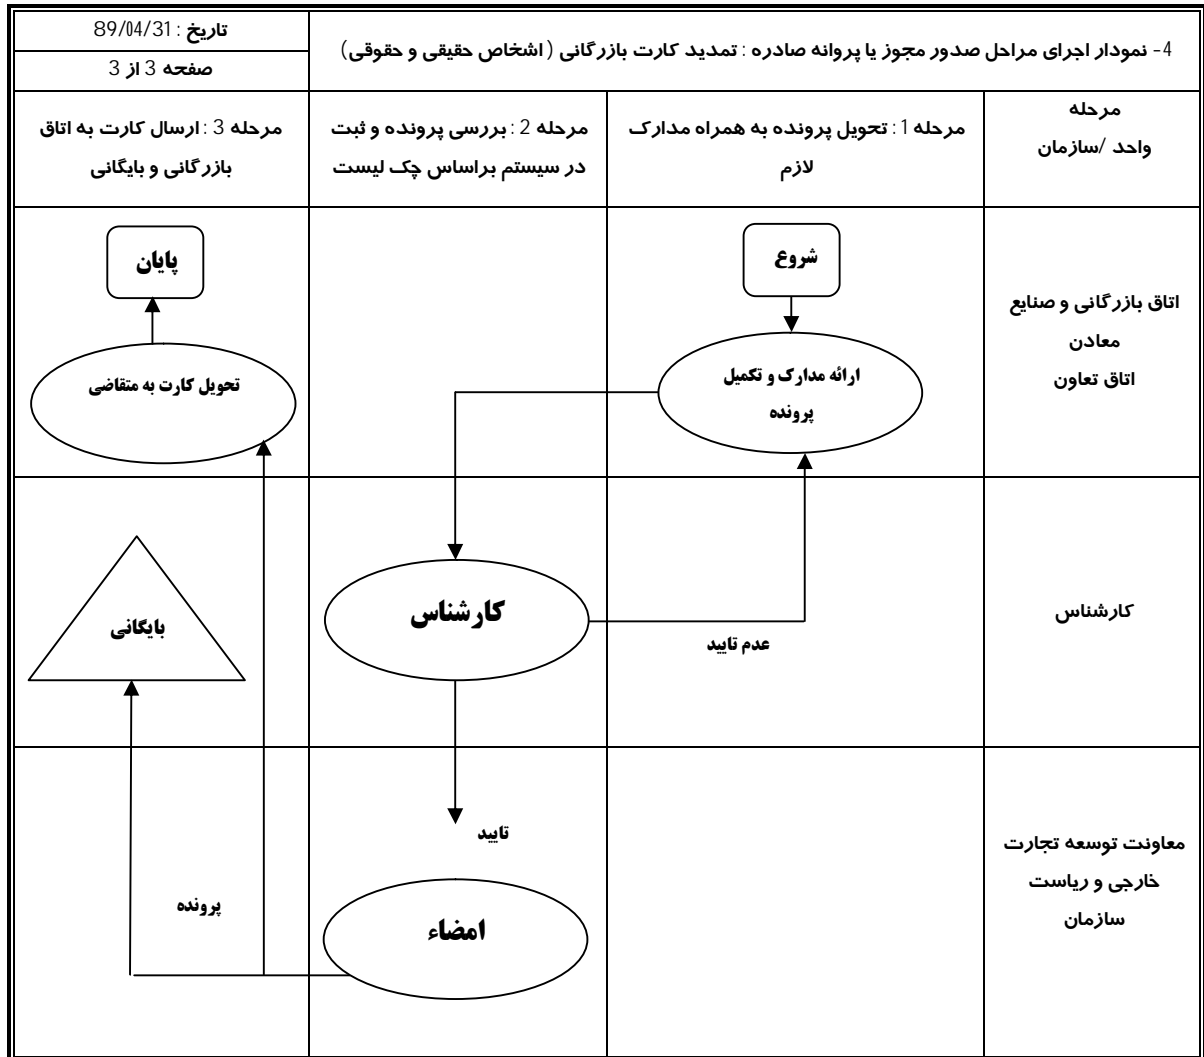 4- نمودار اجرای مراحل صدور مجوز یا پروانه صادره : تمدید کارت بازرگانی ( اشخاص حقیقی و حقوقی)
تاریخ : 89/04/31
صفحه 3 از 3
مرحله
واحد /سازمان
مرحله 1 : تحویل پرونده به همراه مدارک
لازم
مرحله 2 : بررسی پرونده و ثبت
در سیستم براساس چک لیست
مرحله 3 : ارسال کارت به اتاق
بازرگانی و بایگانی
اتاق بازرگانی و صنایع
معادن
اتاق تعاون
شروع
ارائه مدارک و تکمیل
پرونده
پایان
تحویل کارت به متقاضی
کارشناس
کارشناس
عدم تایید
بایگانی
معاونت توسعه تجارت
خارجی و ریاست
سازمان
تایید
امضاء
پرونده